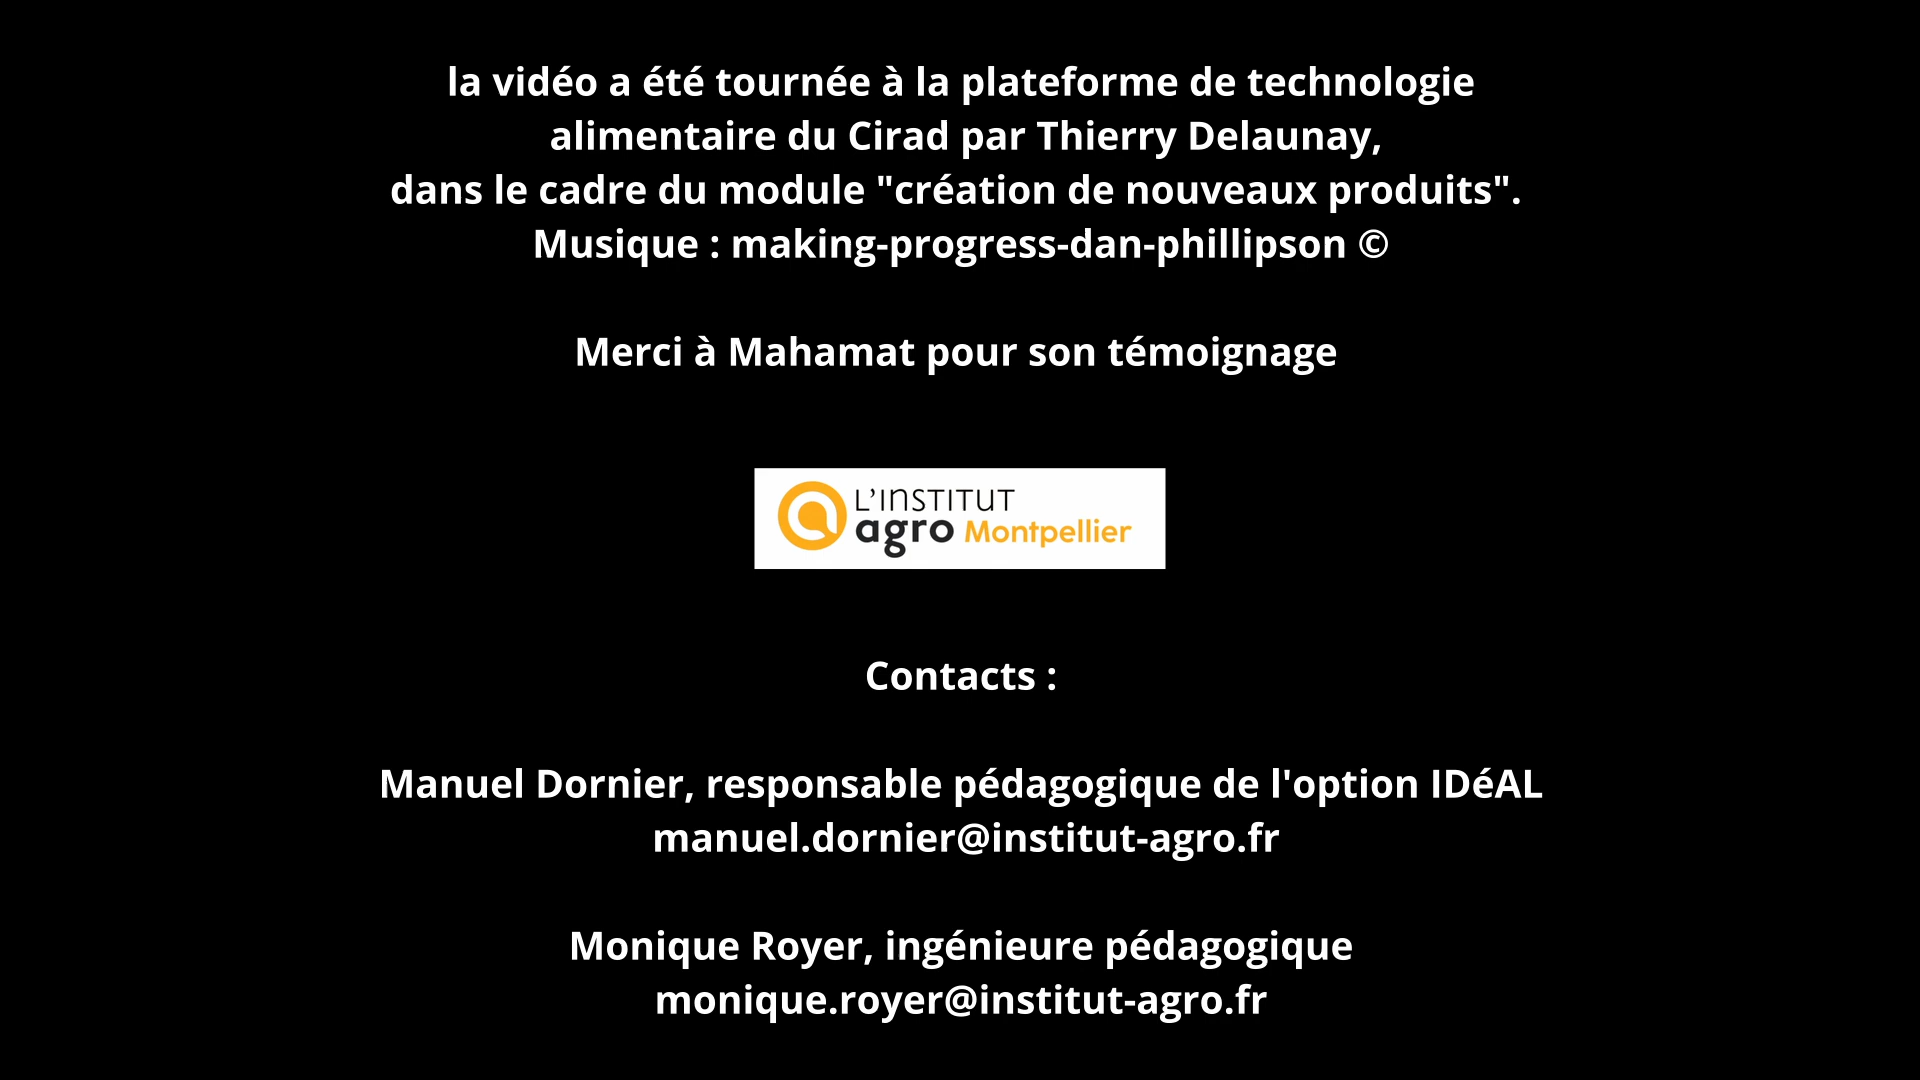 la vidéo a été tournée à la plateforme de technologie
alimentaire du Cirad par Thierry Delaunay,
dans le cadre du module "création de nouveaux produits".
Musique : making-progress-dan-phillipson ©
Merci à Mahamat pour son témoignage
L'INSTITUT
agro Montpellier
Contacts :
Manuel Dornier, responsable pédagogique de l'option IDéAL
manuel.dornier@institut-agro.fr
Monique Royer, ingénieure pédagogique
monique.royer@institut-agro.fr